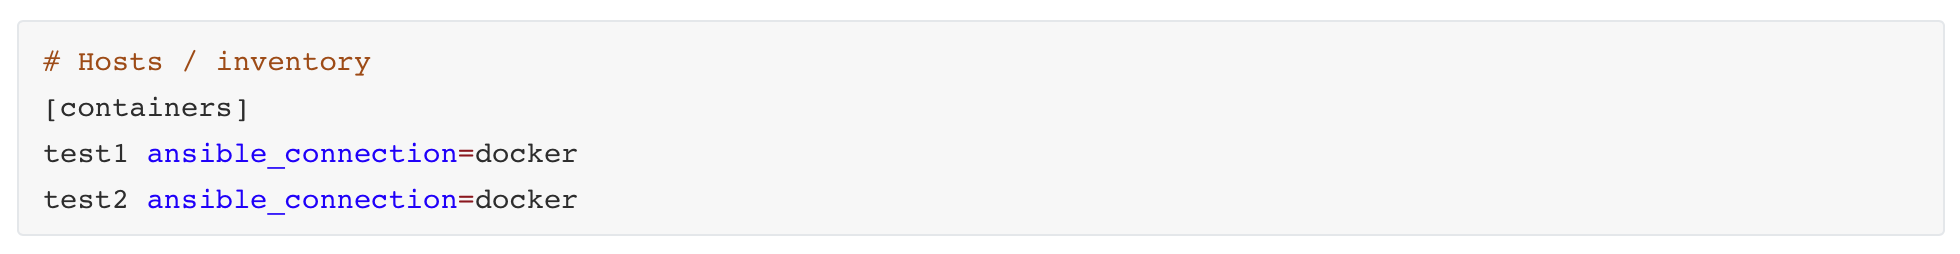 # Hosts / inventory
[containers]
test1 ansible_connection=docker
test2 ansible_connection=docker